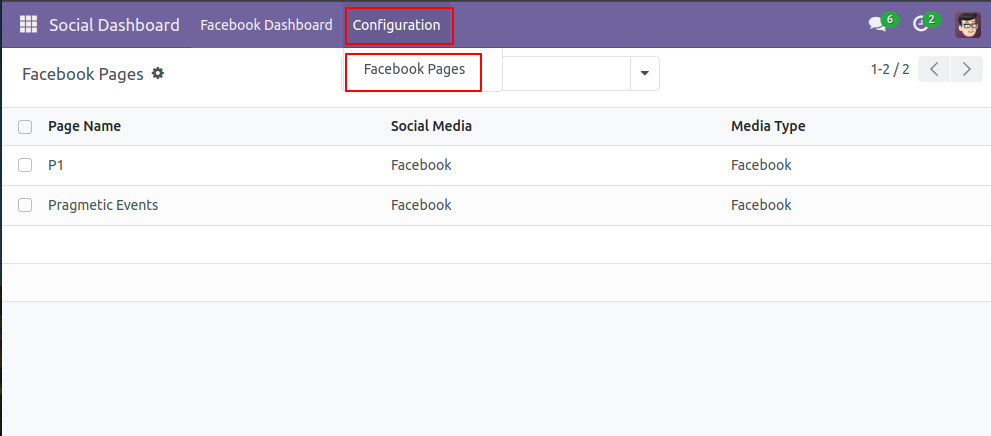 Social Dashboard Facebook Dashboard Configuration 6 2
Facebook Pages Facebook Pages 1-2 / 2
Page Name Social Media Media Type
P1 Facebook Facebook
Pragmetic Events Facebook Facebook